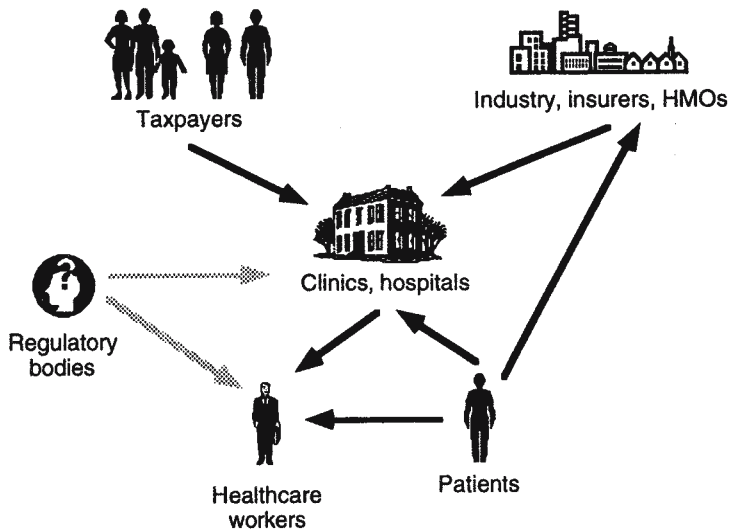 Taxpayers
Industry, insurers, HMOs
Clinics, hospitals
Regulatory
bodies
Healthcare
workers
Patients